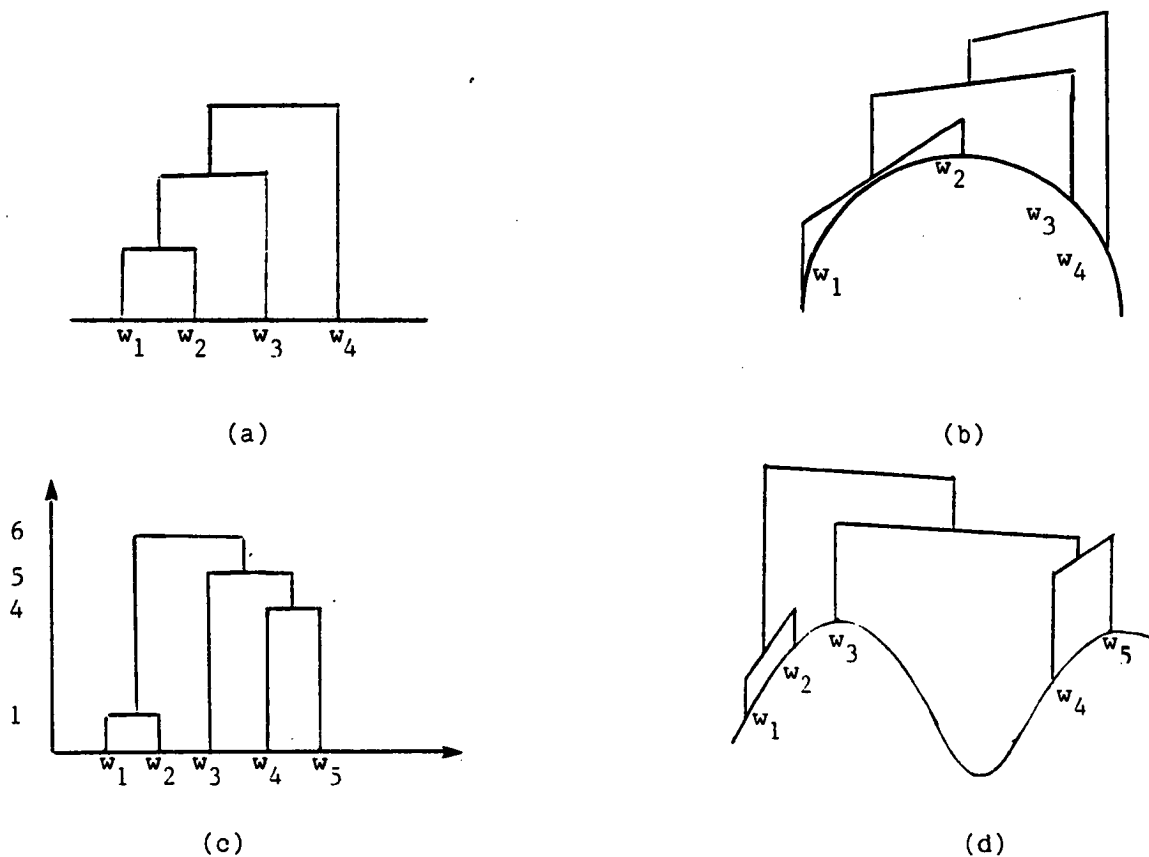 w₁ w₂ w₃ w₄
(a)
w₂
w₃
w₄
w₁
(b)
6
5
4
1
w₁ w₂ w₃ w₄ w₅
(c)
w₃
w₅
w₂
w₄
w₁
(d)